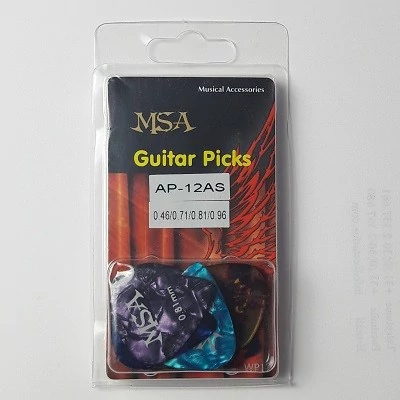 Musical Accessories
MSA
Guitar Picks
AP-12AS
0.46/0.71/0.81/0.96
0.81mm
MSA